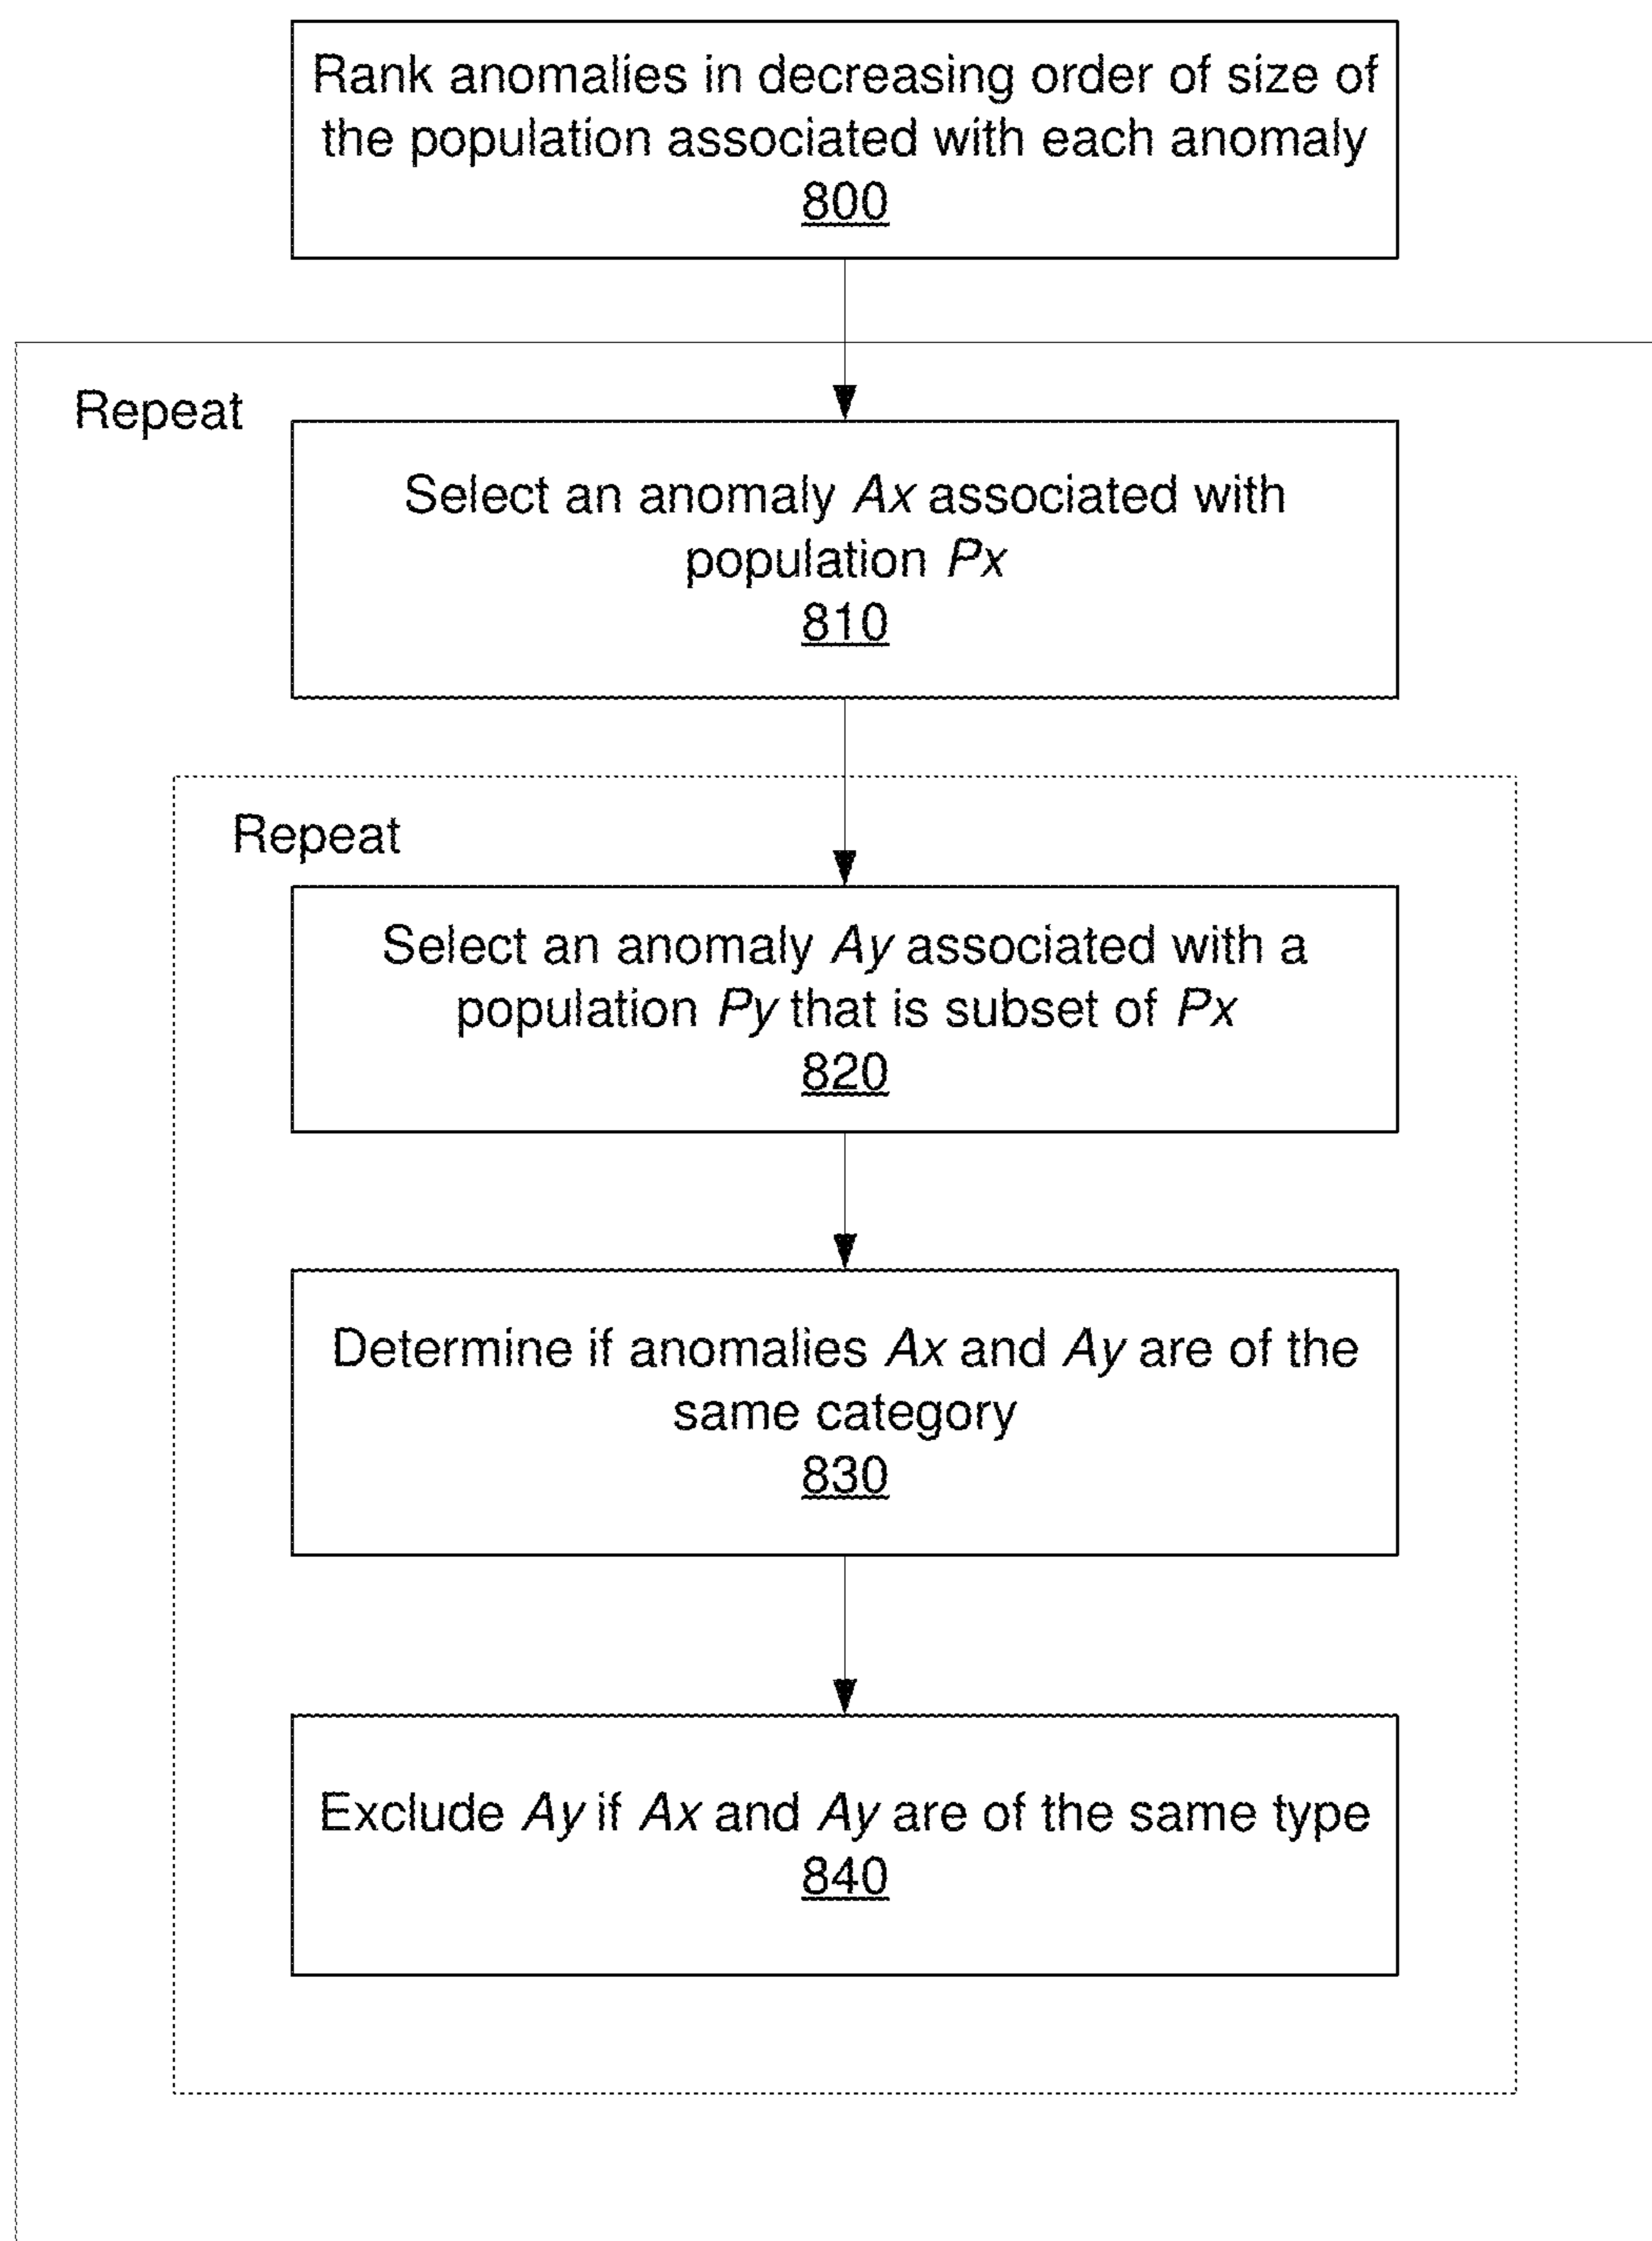 Rank anomalies in decreasing order of size of
the population associated with each anomaly
800
Repeat
Select an anomaly Ax associated with
population Px
810
Repeat
Select an anomaly Ay associated with a
population Py that is subset of Px
820
Determine if anomalies Ax and Ay are of the
same category
830
Exclude Ay if Ax and Ay are of the same type
840